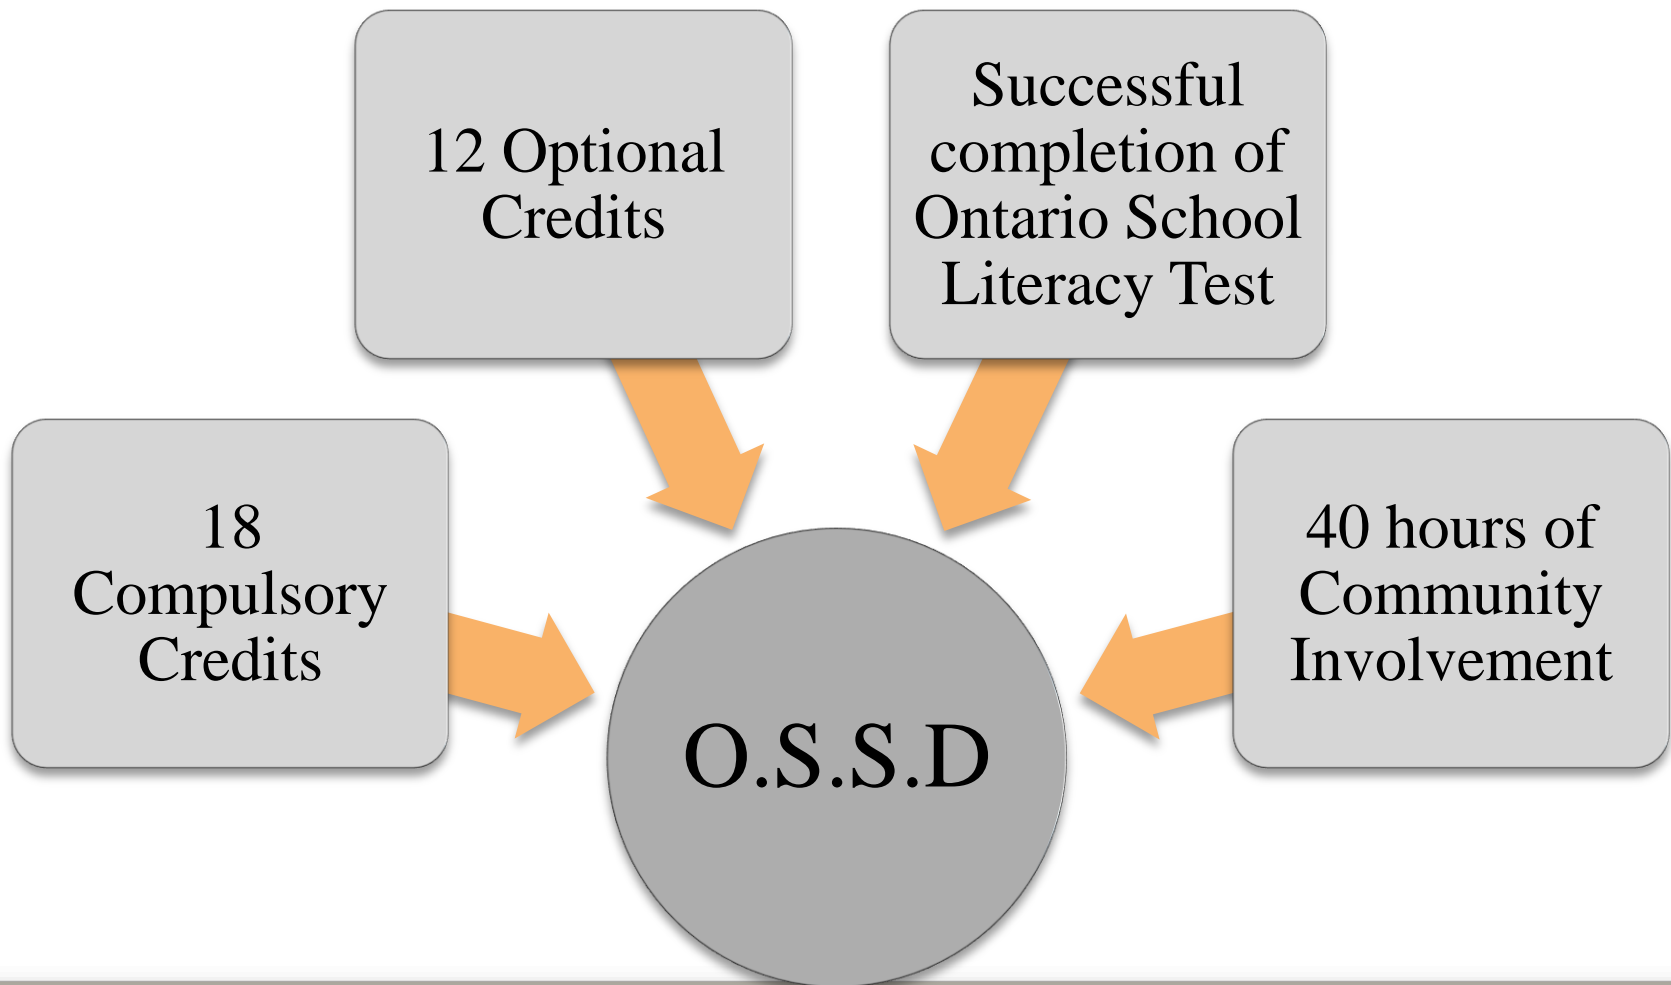 12 Optional
Credits
Successful
completion of
Ontario School
Literacy Test
18
Compulsory
Credits
40 hours of
Community
Involvement
O.S.S.D